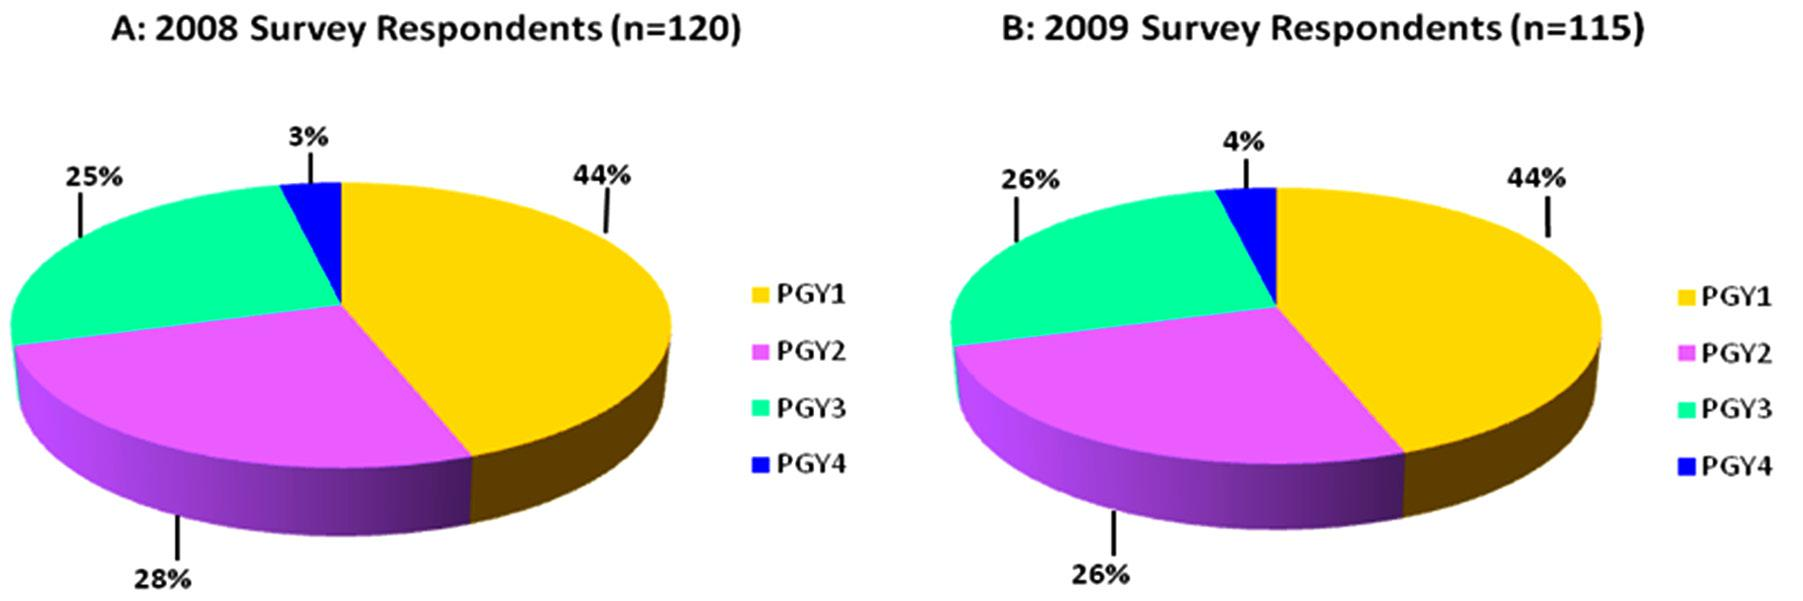 A: 2008 Survey Respondents (n=120)
3%
25%
44%
28%
PGY1
PGY2
PGY3
PGY4
B: 2009 Survey Respondents (n=115)
4%
26%
44%
26%
PGY1
PGY2
PGY3
PGY4